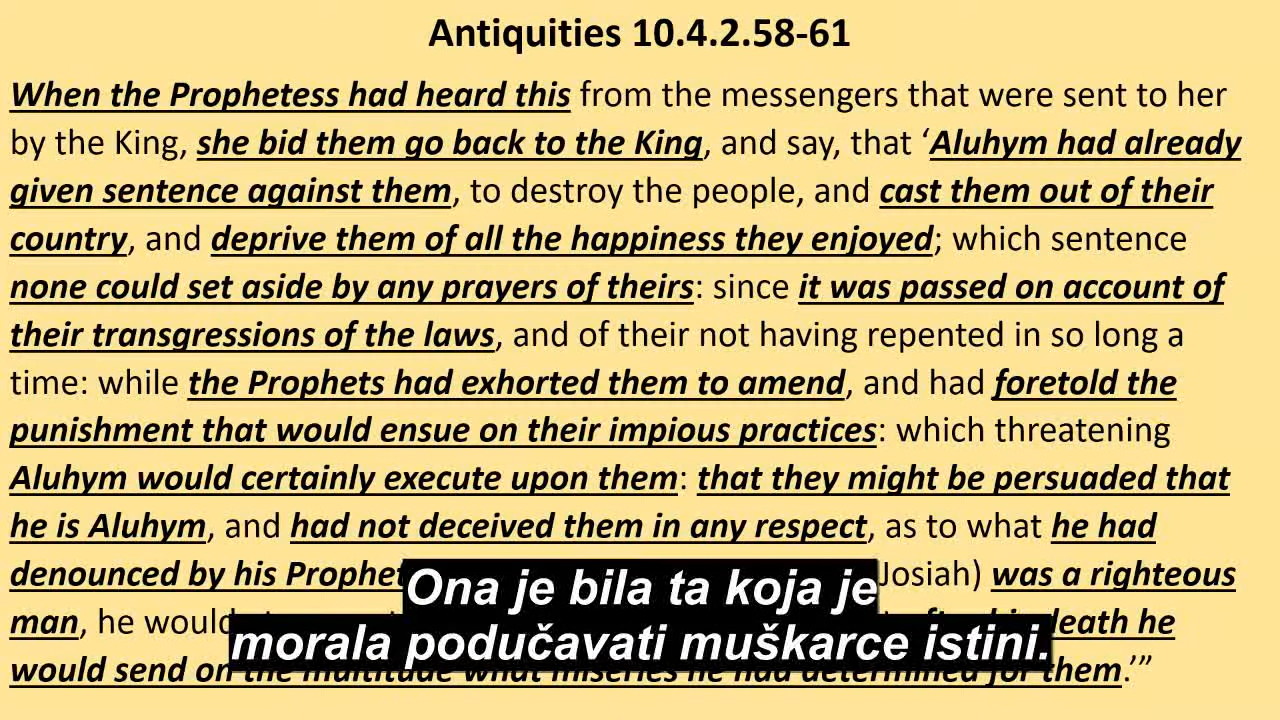 Antiquities 10.4.2.58-61
When the Prophetess had heard this from the messengers that were sent to her
by the King, she bid them go back to the King, and say, that ‘Aluhym had already
given sentence against them, to destroy the people, and cast them out of their
country, and deprive them of all the happiness they enjoyed; which sentence
none could set aside by any prayers of theirs: since it was passed on account of
their transgressions of the laws, and of their not having repented in so long a
time: while the Prophets had exhorted them to amend, and had foretold the
punishment that would ensue on their impious practices: which threatening
Aluhym would certainly execute upon them: that they might be persuaded that
he is Aluhym, and had not deceived them in any respect, as to what he had
denounced by his Josiah) was a righteous
man, he death he
would send on the multitude what miseries he had determined for them.’”
Ona je bila ta koja je
morala podučavati muškarce istini.